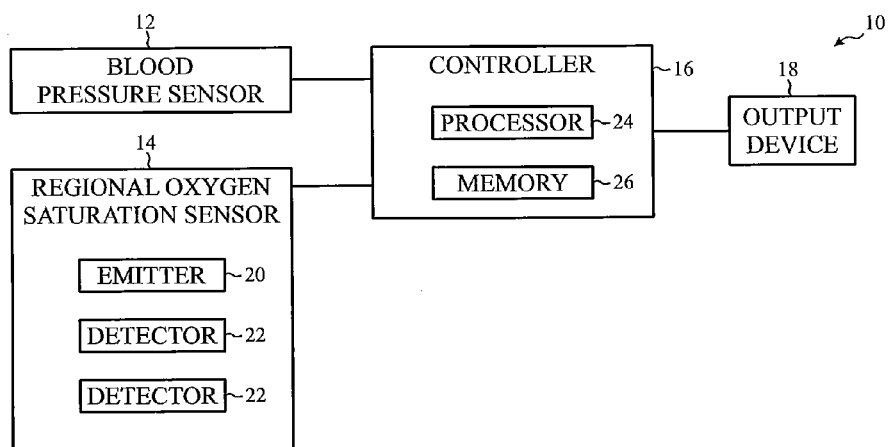 10
12
BLOOD
PRESSURE SENSOR
CONTROLLER
16
PROCESSOR
24
MEMORY
26
18
OUTPUT
DEVICE
14
REGIONAL OXYGEN
SATURATION SENSOR
EMITTER
20
DETECTOR
22
DETECTOR
22